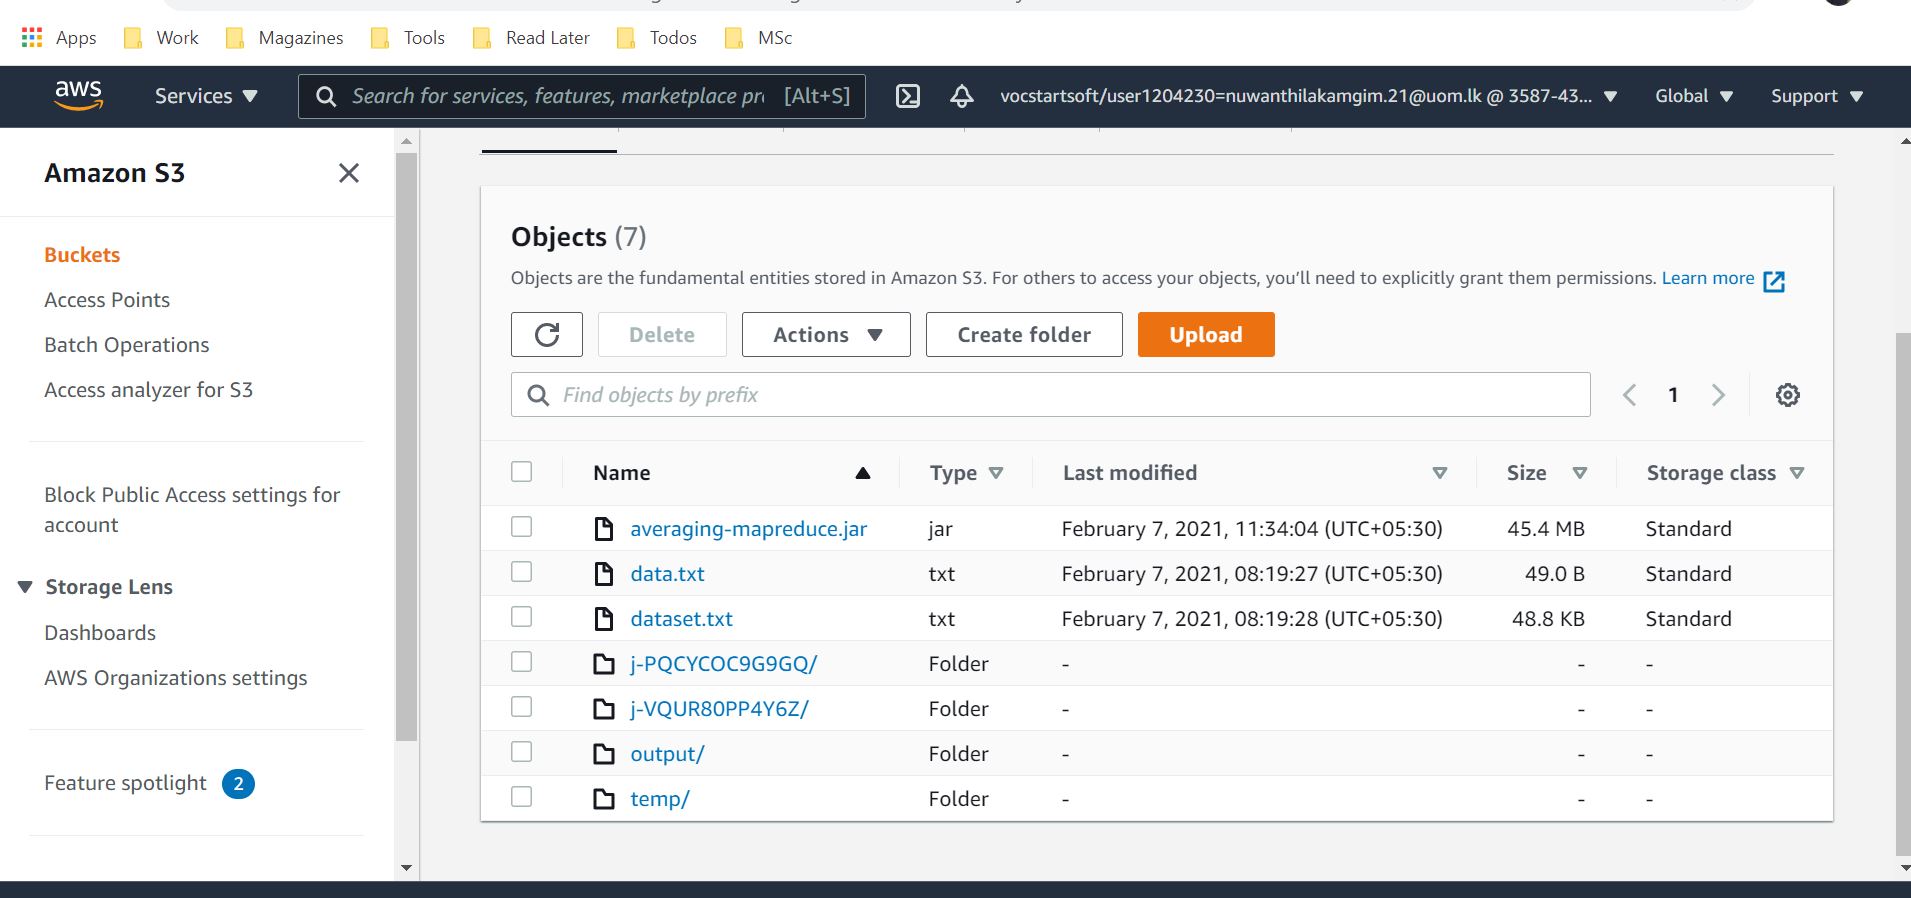 Apps Work Magazines Tools Read Later Todos MSc
aws Services Search for services, features, marketplace pr [Alt+S] vocstartsoft/user1204230=nuwanthilakamgim.21@uom.lk @ 3587-43... Global Support
Amazon S3
Buckets
Access Points
Batch Operations
Access analyzer for S3
Block Public Access settings for
account
Storage Lens
Dashboards
AWS Organizations settings
Feature spotlight 2
Objects (7)
Objects are the fundamental entities stored in Amazon S3. For others to access your objects, you'll need to explicitly grant them permissions. Learn more
Delete Actions Create folder Upload
Find objects by prefix 1
Name Type Last modified Size Storage class
averaging-mapreduce.jar jar February 7, 2021, 11:34:04 (UTC+05:30) 45.4 MB Standard
data.txt txt February 7, 2021, 08:19:27 (UTC+05:30) 49.0 B Standard
dataset.txt txt February 7, 2021, 08:19:28 (UTC+05:30) 48.8 KB Standard
j-PQCYCOC9G9GQ/ Folder - - -
j-VQUR80PP4Y6Z/ Folder - - -
output/ Folder - - -
temp/ Folder - - -